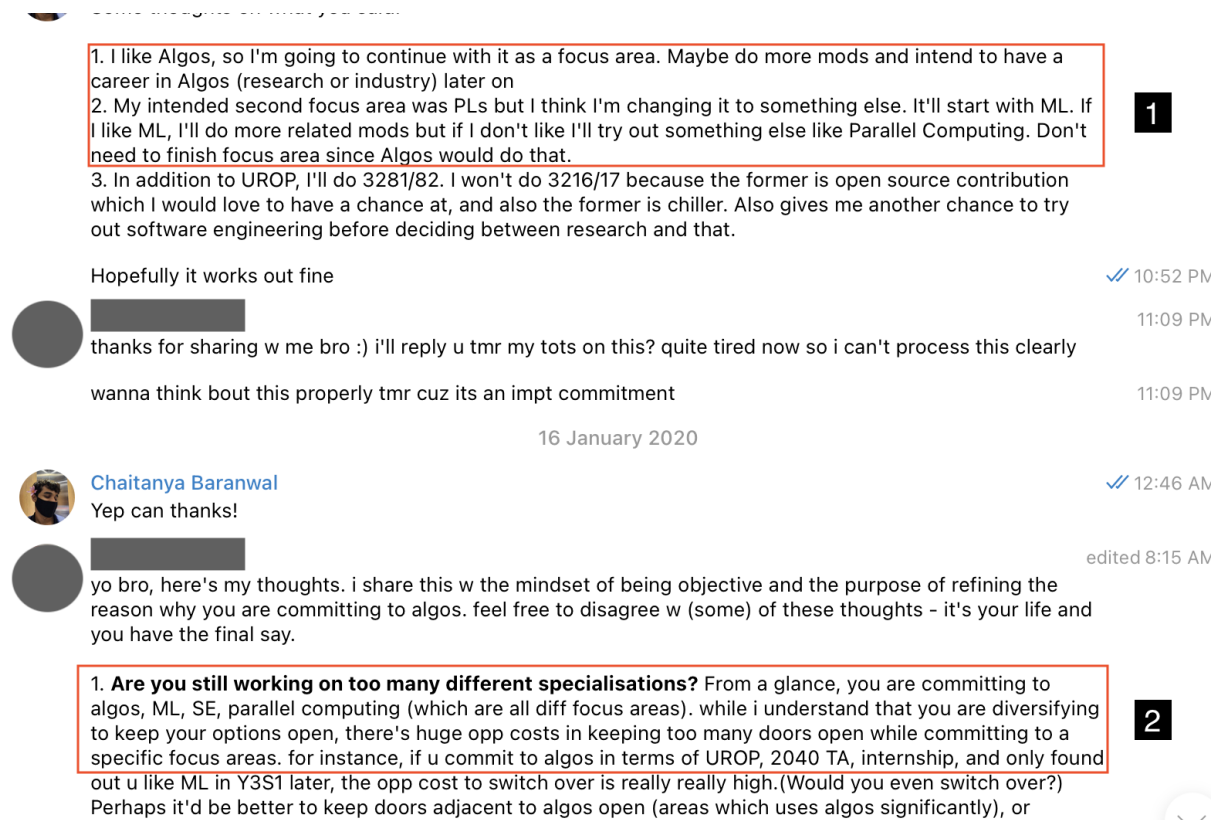 1. I like Algos, so I'm going to continue with it as a focus area. Maybe do more mods and intend to have a
career in Algos (research or industry) later on
2. My intended second focus area was PLs but I think I'm changing it to something else. It'll start with ML. If
I like ML, I'll do more related mods but if I don't like I'll try out something else like Parallel Computing. Don't
need to finish focus area since Algos would do that.
1
3. In addition to UROP, I'll do 3281/82. I won't do 3216/17 because the former is open source contribution
which I would love to have a chance at, and also the former is chiller. Also gives me another chance to try
out software engineering before deciding between research and that.
Hopefully it works out fine
10:52 PM
11:09 PM
thanks for sharing w me bro :) i'll reply u tmr my tots on this? quite tired now so i can't process this clearly
wanna think bout this properly tmr cuz its an impt commitment
11:09 PM
16 January 2020
Chaitanya Baranwal
12:46 AM
Yep can thanks!
edited 8:15 AM
yo bro, here's my thoughts. i share this w the mindset of being objective and the purpose of refining the
reason why you are committing to algos. feel free to disagree w (some) of these thoughts - it's your life and
you have the final say.
1. Are you still working on too many different specialisations? From a glance, you are committing to
algos, ML, SE, parallel computing (which are all diff focus areas). while i understand that you are diversifying
to keep your options open, there's huge opp costs in keeping too many doors open while committing to a
specific focus areas. for instance, if u commit to algos in terms of UROP, 2040 TA, internship, and only found
2
out u like ML in Y3S1 later, the opp cost to switch over is really really high.(Would you even switch over?)
Perhaps it'd be better to keep doors adjacent to algos open (areas which uses algos significantly), or